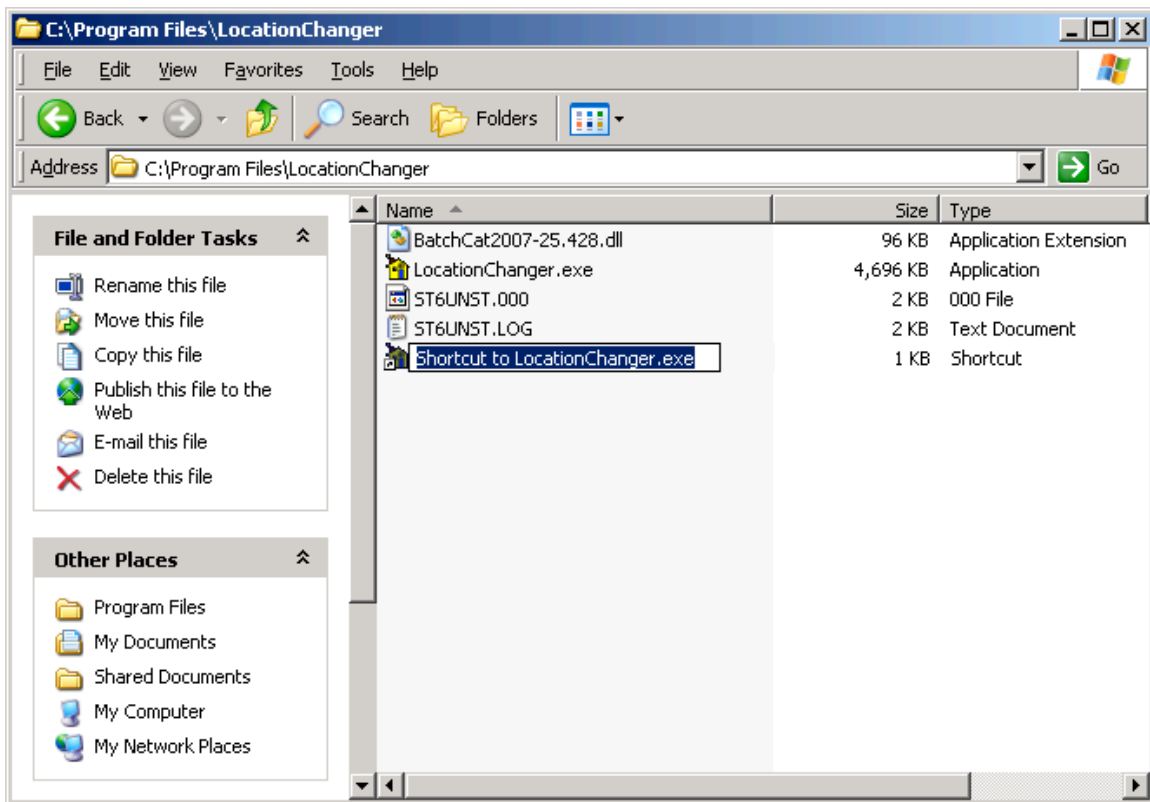 C:\Program Files\LocationChanger
File Edit View Favorites Tools Help
Back Search Folders
Address C:\Program Files\LocationChanger Go
File and Folder Tasks
Rename this file
Move this file
Copy this file
Publish this file to the
Web
E-mail this file
Delete this file
Other Places
Program Files
My Documents
Shared Documents
My Computer
My Network Places
Name Size Type
BatchCat2007-25.428.dll 96 KB Application Extension
LocationChanger.exe 4,696 KB Application
ST6UNST.000 2 KB 000 File
ST6UNST.LOG 2 KB Text Document
Shortcut to LocationChanger.exe 1 KB Shortcut